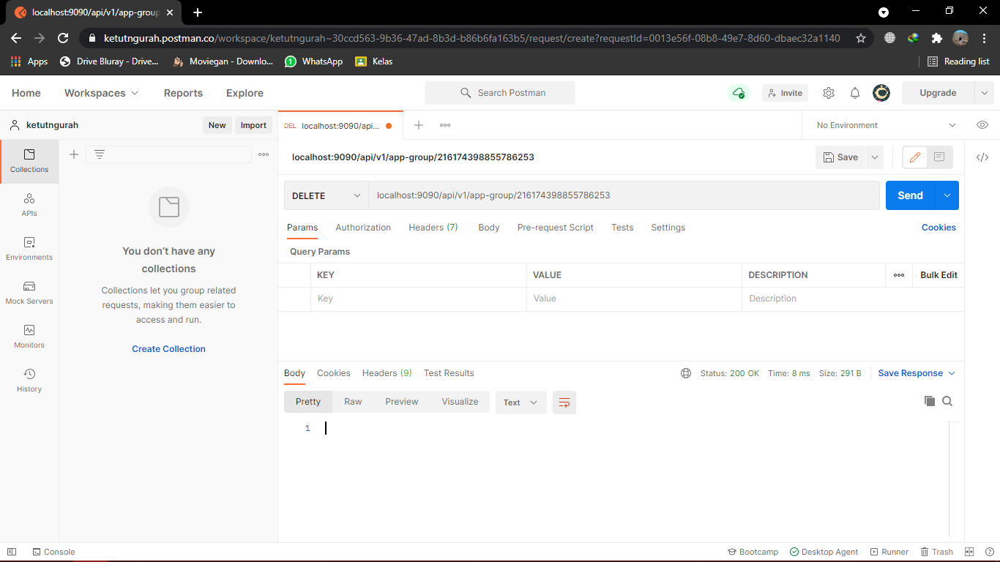 localhost:9090/api/v1/app-group
ketutngurah.postman.co/workspace/ketutngurah~30ccd563-9b36-47ad-8b3d-b86b6fa163b5/request/create?requestId=0013e56f-08b8-49e7-8d60-dbaec32a1140
Apps Drive Bluray - Drive... Moviegan - Downlo... 1 WhatsApp Kelas Reading list
Home Workspaces Reports Explore Search Postman Invite Upgrade
ketutngurah New Import DEL localhost:9090/api... No Environment
Collections
APIs
Environments
Mock Servers
Monitors
History
You don't have any
collections
Collections let you group related
requests, making them easier to
access and run.
Create Collection
localhost:9090/api/v1/app-group/216174398855786253 Save
DELETE localhost:9090/api/v1/app-group/216174398855786253 Send
Params Authorization Headers (7) Body Pre-request Script Tests Settings Cookies
Query Params
KEY VALUE DESCRIPTION Bulk Edit
Key Value Description
Body Cookies Headers (9) Test Results Status: 200 OK Time: 8 ms Size: 291 B Save Response
Pretty Raw Preview Visualize Text
1
Console Bootcamp Desktop Agent Runner Trash